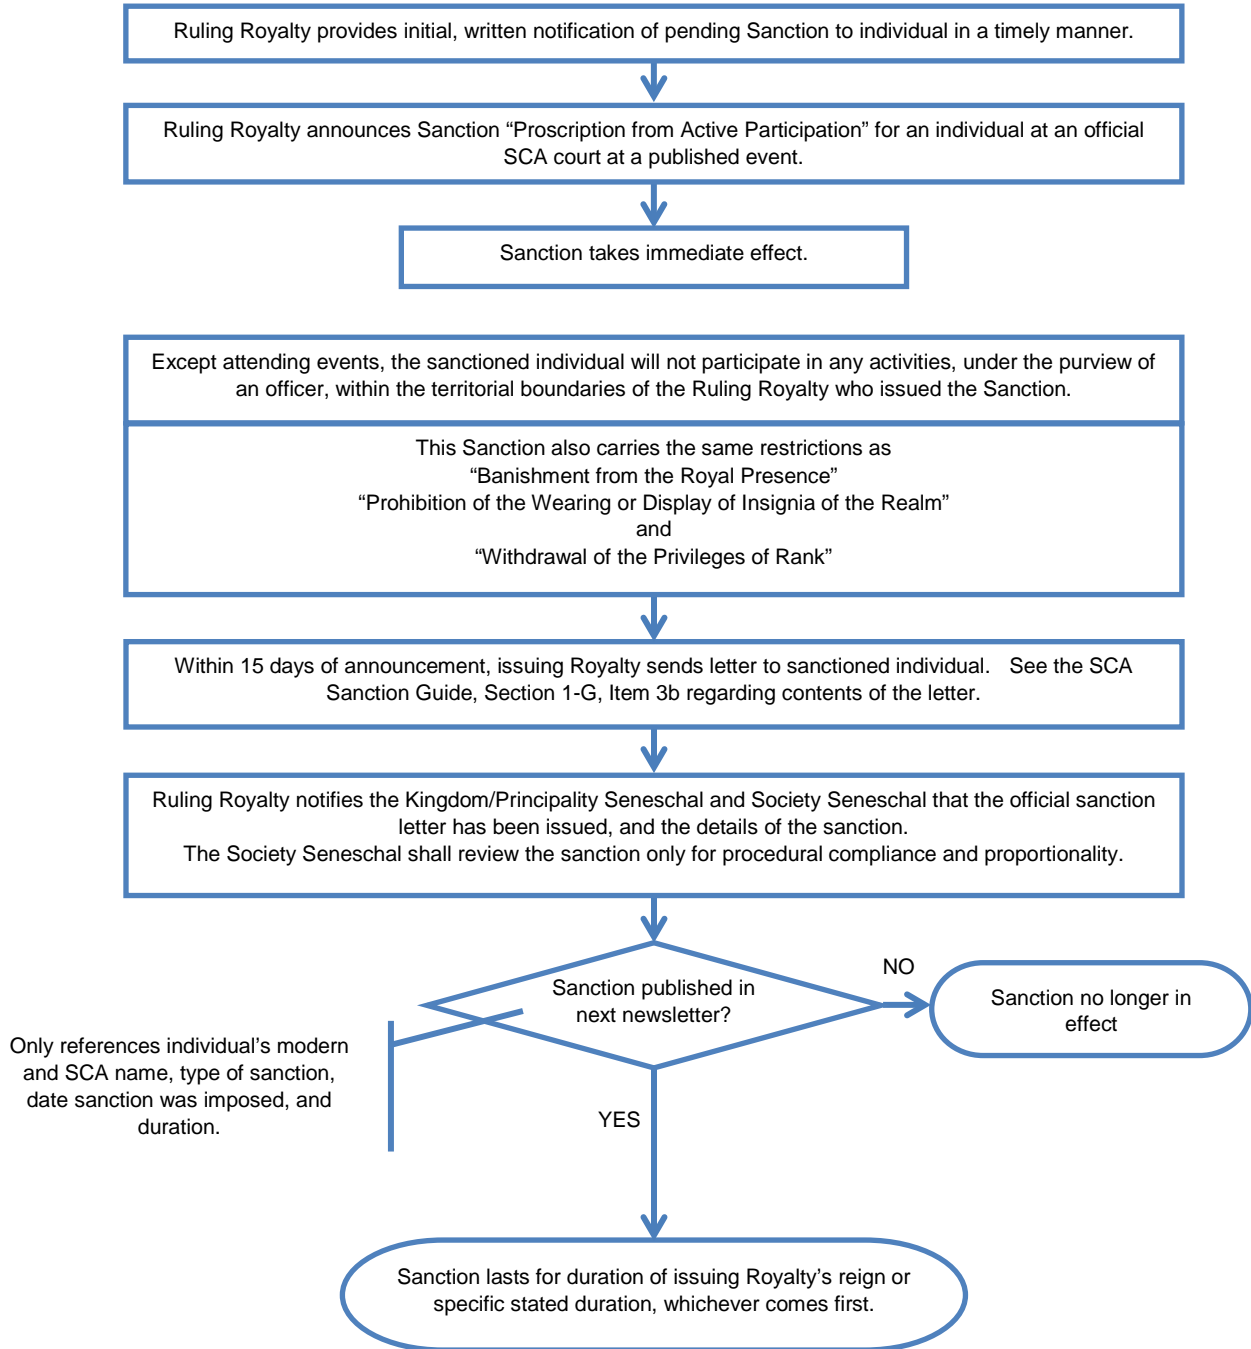 Ruling Royalty provides initial, written notification of pending Sanction to individual in a timely manner.
Ruling Royalty announces Sanction “Proscription from Active Participation” for an individual at an official
SCA court at a published event.
Sanction takes immediate effect.
Except attending events, the sanctioned individual will not participate in any activities, under the purview of
an officer, within the territorial boundaries of the Ruling Royalty who issued the Sanction.
This Sanction also carries the same restrictions as
“Banishment from the Royal Presence”
“Prohibition of the Wearing or Display of Insignia of the Realm”
and
“Withdrawal of the Privileges of Rank”
Within 15 days of announcement, issuing Royalty sends letter to sanctioned individual. See the SCA
Sanction Guide, Section 1-G, Item 3b regarding contents of the letter.
Ruling Royalty notifies the Kingdom/Principality Seneschal and Society Seneschal that the official sanction
letter has been issued, and the details of the sanction.
The Society Seneschal shall review the sanction only for procedural compliance and proportionality.
Sanction published in
next newsletter?
NO
Sanction no longer in
effect
Only references individual’s modern
and SCA name, type of sanction,
date sanction was imposed, and
duration.
YES
Sanction lasts for duration of issuing Royalty’s reign or
specific stated duration, whichever comes first.